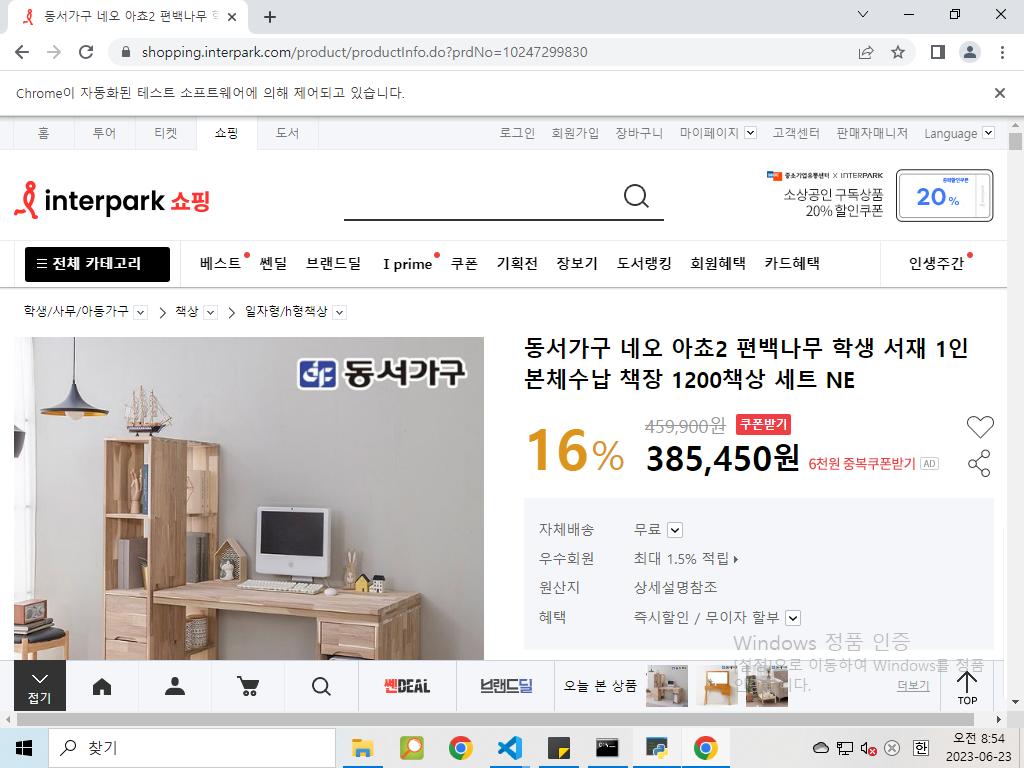 동서가구 네오 아쵸2 편백나무 학
shopping.interpark.com/product/productInfo.do?prdNo=10247299830
Chrome이 자동화된 테스트 소프트웨어에 의해 제어되고 있습니다.
홈 투어 티켓 쇼핑 도서 로그인 회원가입 장바구니 마이페이지 고객센터 판매자매니저 Language
interpark 쇼핑
중소기업유통센터 X INTERPARK
소상공인 구독상품
20% 할인쿠폰
20%
전체 카테고리 베스트 쎈딜 브랜드딜 I prime 쿠폰 기획전 장보기 도서랭킹 회원혜택 카드혜택 인생주간
학생/사무/아동가구 책상 일자형/h형책상
동서가구
동서가구 네오 아쵸2 편백나무 학생 서재 1인
본체수납 책장 1200책상 세트 NE
459,900원 쿠폰받기
16% 385,450원 6천원 중복쿠폰받기 AD
자체배송 무료
우수회원 최대 1.5% 적립
원산지 상세설명참조
혜택 즉시할인 / 무이자 할부
Windows 정품 인증
[설정]으로 이동하여 Windows를 정품
접기 쎈DEAL 브랜드딜 오늘 본 상품 더보기 TOP
찾기
한
오전 8:54
2023-06-23